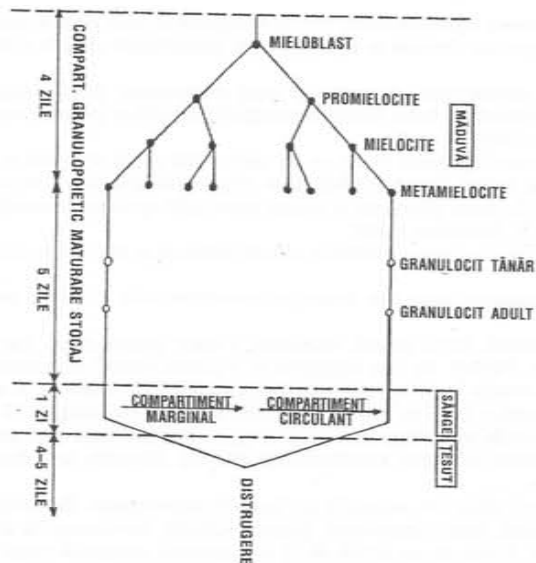 COMPART. GRANULOPOIETIC MATURARE STOCAJ
4 ZILE
5 ZILE
1 ZI
4-5 ZILE
MIELOBLAST
PROMIELOCITE
MIELOCITE
METAMIELOCITE
GRANULOCIT TÂNĂR
GRANULOCIT ADULT
COMPARTIMENT
MARGINAL
COMPARTIMENT
CIRCULANT
MĂDUVĂ
SÂNGE
ȚESUT
DISTRUGERE